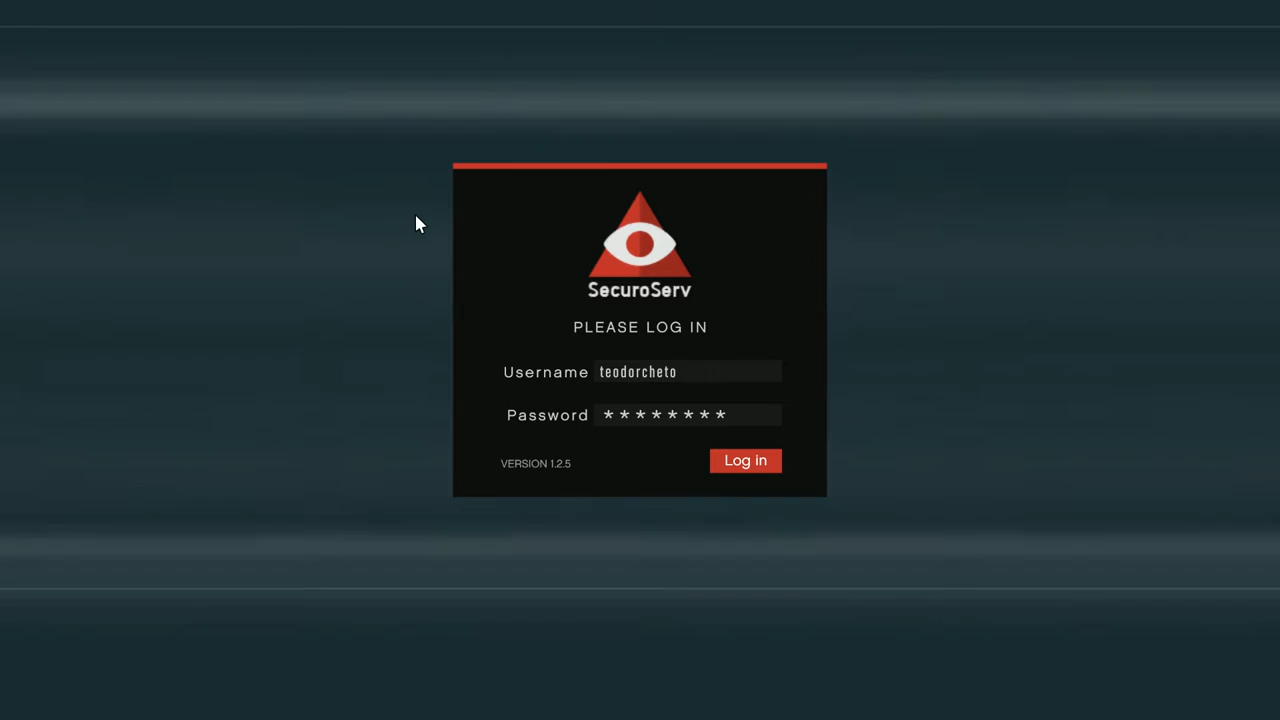 SecuroServ
PLEASE LOG IN
Username teodorcheto
Password ********
VERSION 1.2.5 Log in